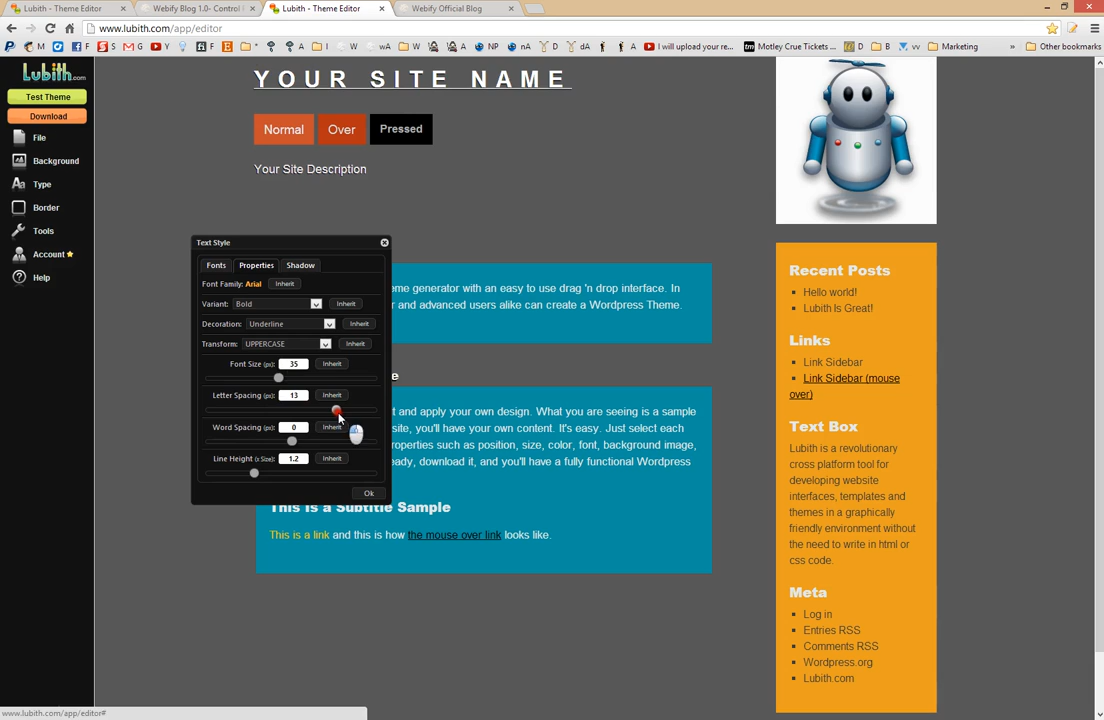 Lubith - Theme Editor
Webify Blog 1.0- Control
Lubith - Theme Editor
Webify Official Blog
www.lubith.com/app/editor
M
F
S
M G
Y
F
A
I
W
wA
W
A
A
NP
nA
D
dA
A
I will upload your re...
Motley Crue Tickets...
D
B
vv
Marketing
»
Other bookmarks
Lubith.com
Test Theme
Download
File
Background
Aa Type
Border
Tools
Account
Help
YOUR SITE NAME
Normal
Over
Pressed
Your Site Description
Text Style
Fonts
Properties
Shadow
Font Family: Arial
Inherit
Variant: Bold
Inherit
Decoration: Underline
Inherit
Transform: UPPERCASE
Inherit
Font Size (px): 35
Inherit
Letter Spacing (px): 13
Inherit
Word Spacing (px): 0
Inherit
Line Height (x Size): 1.2
Inherit
Ok
eme generator with an easy to use drag 'n drop interface. In
r and advanced users alike can create a Wordpress Theme.
e
t and apply your own design. What you are seeing is a sample
site, you'll have your own content. It's easy. Just select each
roperties such as position, size, color, font, background image,
eady, download it, and you'll have a fully functional Wordpress
This is a Subtitle Sample
This is a link and this is how the mouse over link looks like.
Recent Posts
Hello world!
Lubith Is Great!
Links
Link Sidebar
Link Sidebar (mouse
over)
Text Box
Lubith is a revolutionary
cross platform tool for
developing website
interfaces, templates and
themes in a graphically
friendly environment without
the need to write in html or
css code.
Meta
Log in
Entries RSS
Comments RSS
Wordpress.org
Lubith.com
www.lubith.com/app/editor#